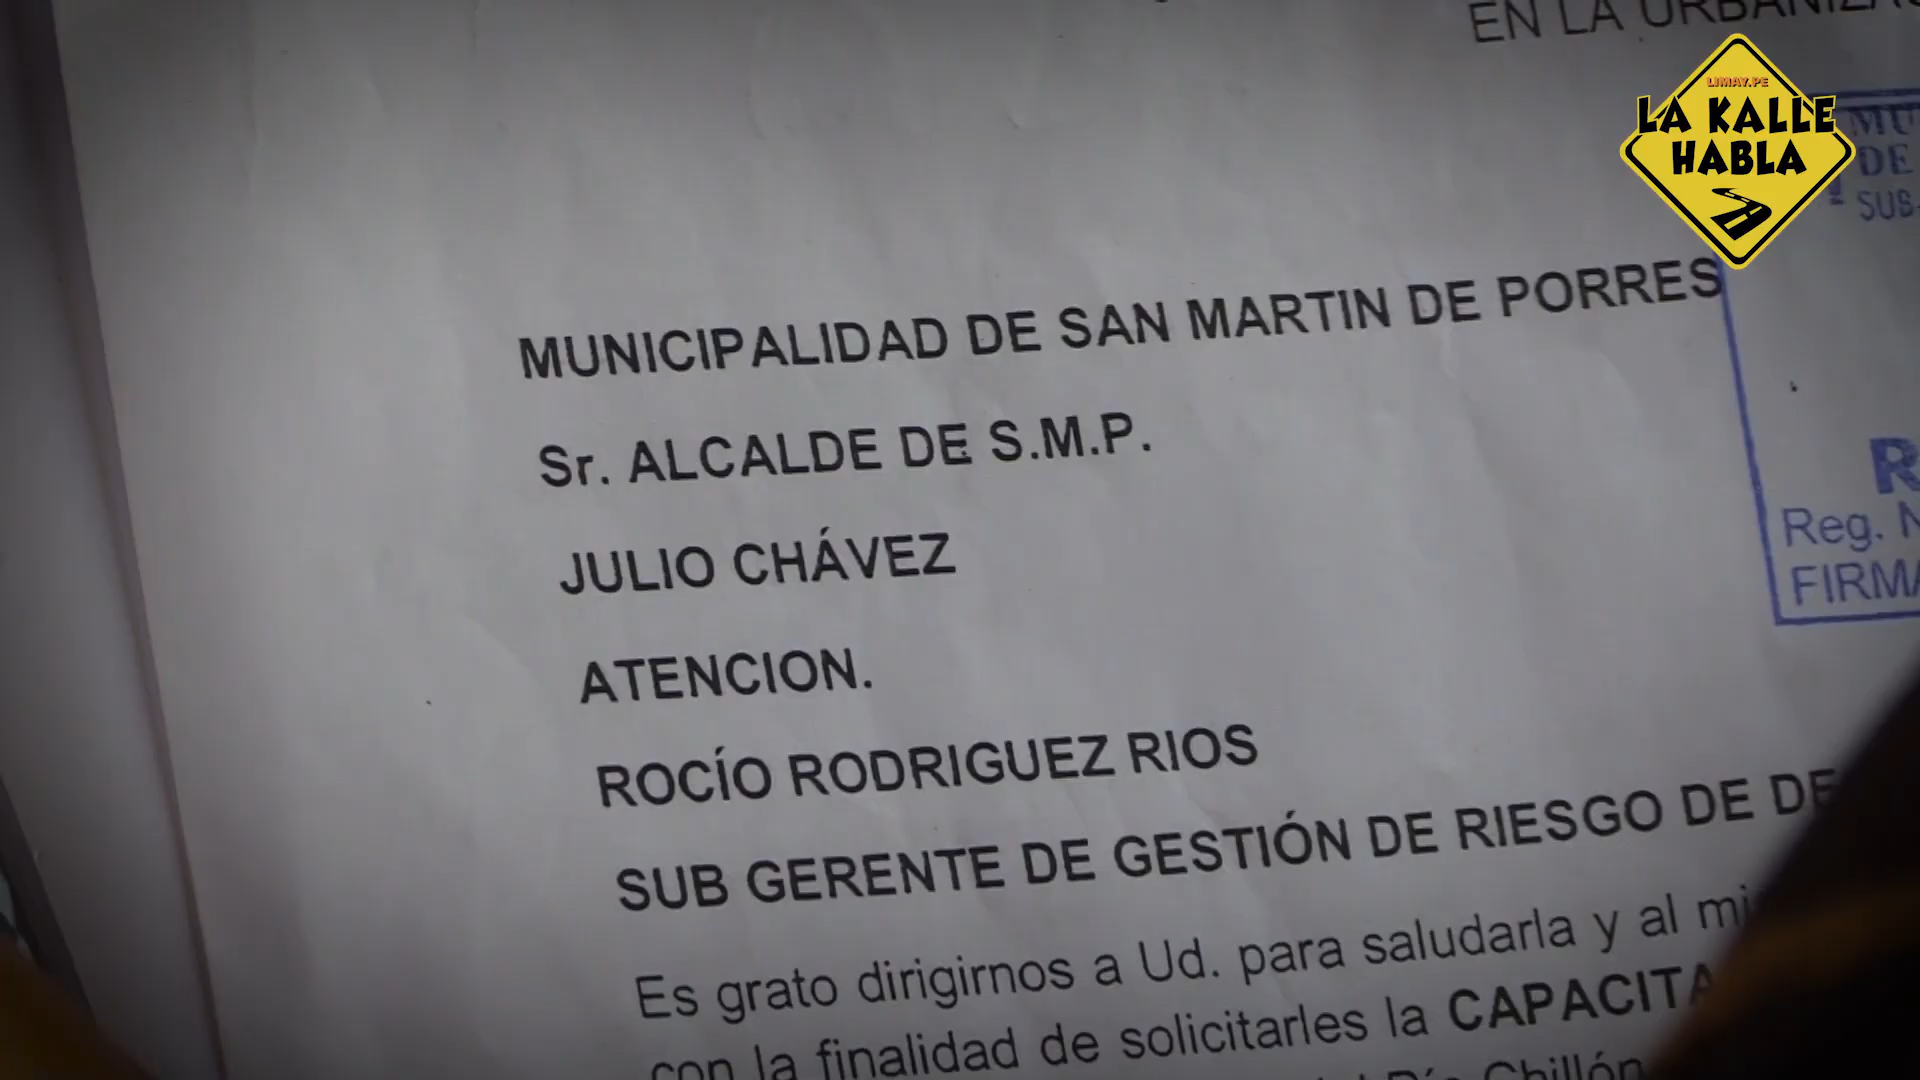 EN LA
LIMAY.PE
LA KALLE
HABLA
DE
MUNICIPALIDAD DE SAN MARTIN DE PORRES
Sr. ALCALDE DE S.M.P.
JULIO CHÁVEZ
Reg.
ATENCION.
ROCÍO RODRIGUEZ RIOS
SUB GERENTE DE GESTIÓN DE RIESGO DE
Es grato dirigirnos a Ud. para saludarla y al
con la finalidad de solicitarles la
Chillón